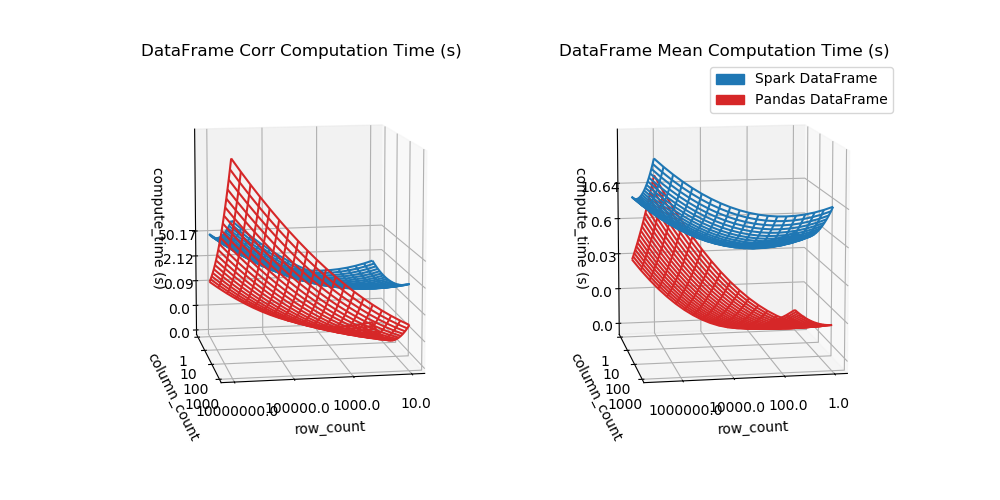 DataFrame Corr Computation Time (s)
compute_time (s)
50.17
2.12
0.09
0.0
0.0
1
10
100
1000
column_count
10000000.0
100000.0
1000.0
10.0
row_count
DataFrame Mean Computation Time (s)
Spark DataFrame
Pandas DataFrame
compute_time (s)
10.64
0.6
0.03
0.0
0.0
1
10
100
1000
column_count
1000000.0
10000.0
100.0
1.0
row_count